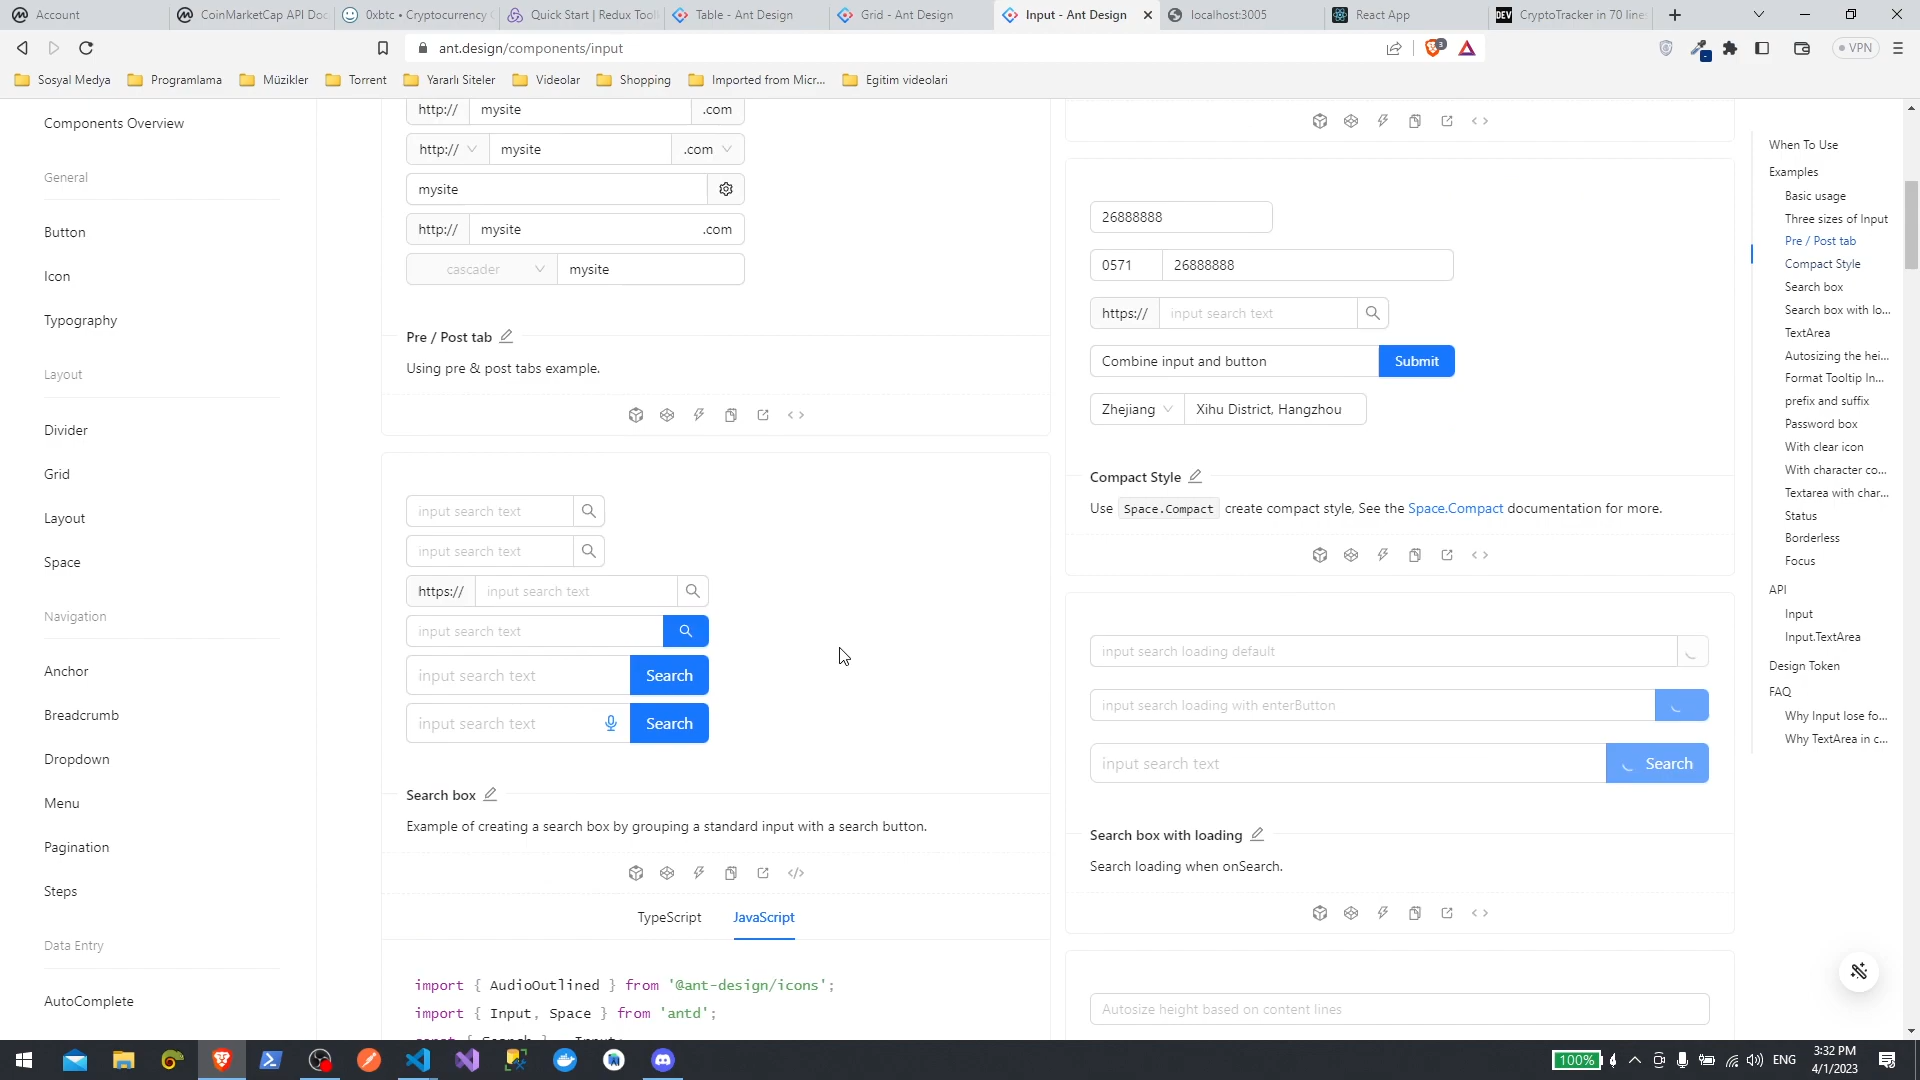 Account
CoinMarketCap API Doc
0xbtc • Cryptocurrency
Quick Start | Redux Tool
Table - Ant Design
Grid - Ant Design
Input - Ant Design
localhost:3005
React App
DEV
CryptoTracker in 70 line
ant.design/components/input
3
VPN
Sosyal Medya
Programlama
Müzikler
Torrent
Yararlı Siteler
Videolar
Shopping
Imported from Micr...
Egitim videolari
Components Overview
General
Button
Icon
Typography
Layout
Divider
Grid
Layout
Space
Navigation
Anchor
Breadcrumb
Dropdown
Menu
Pagination
Steps
Data Entry
AutoComplete
http:// mysite .com
http:// mysite .com
mysite
http:// mysite .com
cascader mysite
Pre / Post tab
Using pre & post tabs example.
input search text
input search text
https:// input search text
input search text
input search text Search
input search text Search
Search box
Example of creating a search box by grouping a standard input with a search button.
TypeScript JavaScript
import { AudioOutlined } from '@ant-design/icons';
import { Input, Space } from 'antd';
const { Search } = Input;
26888888
0571 26888888
https:// input search text
Combine input and button Submit
Zhejiang Xihu District, Hangzhou
Compact Style
Use Space.Compact create compact style, See the Space.Compact documentation for more.
input search loading default
input search loading with enterButton
input search text Search
Search box with loading
Search loading when onSearch.
Autosize height based on content lines
When To Use
Examples
Basic usage
Three sizes of Input
Pre / Post tab
Compact Style
Search box
Search box with lo...
TextArea
Autosizing the hei...
Format Tooltip In...
prefix and suffix
Password box
With clear icon
With character co...
Textarea with char...
Status
Borderless
Focus
API
Input
Input.TextArea
Design Token
FAQ
Why Input lose fo...
Why TextArea in c...
100%
ENG
3:32 PM
4/1/2023